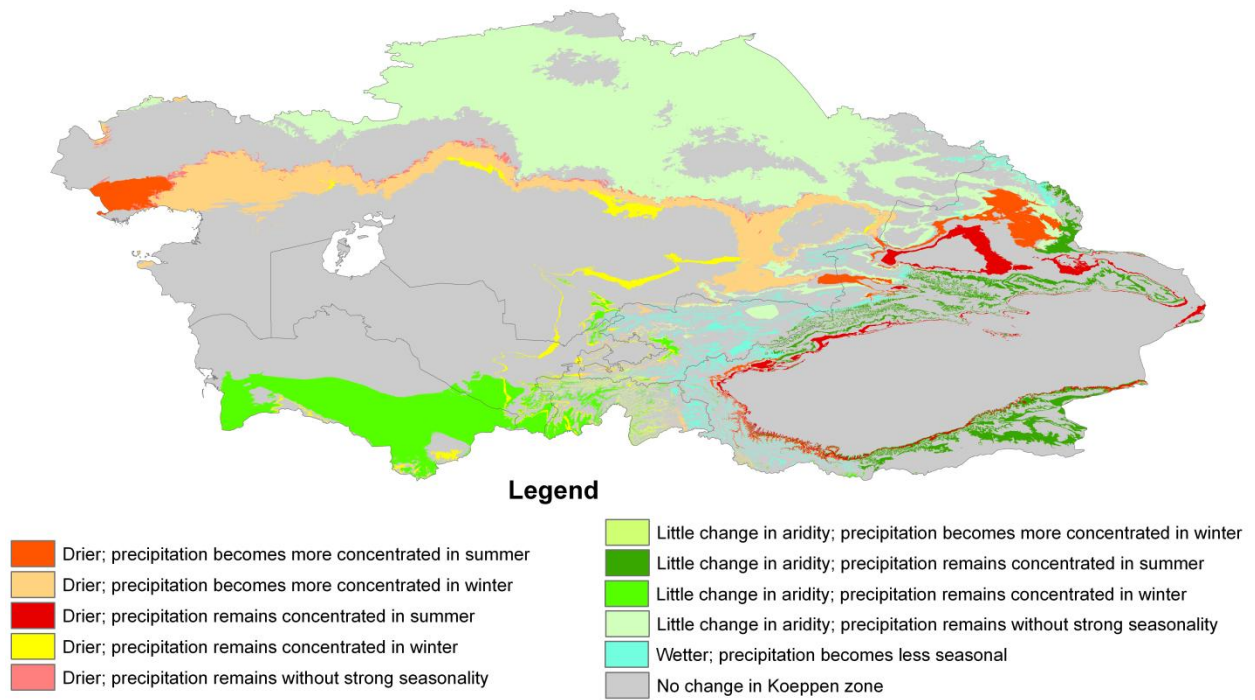 Legend
Drier; precipitation becomes more concentrated in summer
Drier; precipitation becomes more concentrated in winter
Drier; precipitation remains concentrated in summer
Drier; precipitation remains concentrated in winter
Drier; precipitation remains without strong seasonality
Little change in aridity; precipitation becomes more concentrated in winter
Little change in aridity; precipitation remains concentrated in summer
Little change in aridity; precipitation remains concentrated in winter
Little change in aridity; precipitation remains without strong seasonality
Wetter; precipitation becomes less seasonal
No change in Koeppen zone